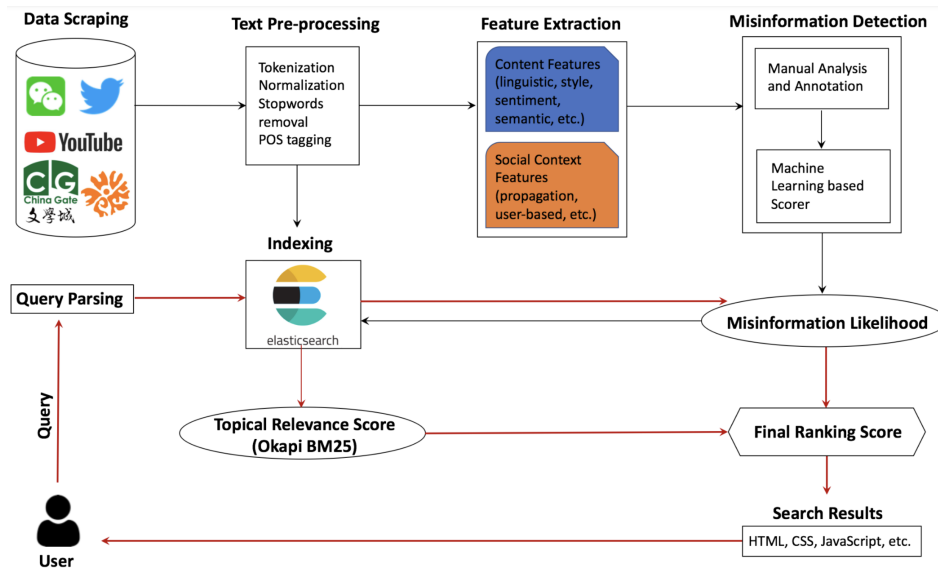 Data Scraping
Text Pre-processing
Feature Extraction
Misinformation Detection
YouTube
CG
China Gate
文學城
Tokenization
Normalization
Stopwords
removal
POS tagging
Content Features
(linguistic, style,
sentiment,
semantic, etc.)
Social Context
Features
(propagation,
user-based, etc.)
Manual Analysis
and Annotation
Machine
Learning based
Scorer
Indexing
Query Parsing
elasticsearch
Misinformation Likelihood
Query
Topical Relevance Score
(Okapi BM25)
Final Ranking Score
User
Search Results
HTML, CSS, JavaScript, etc.